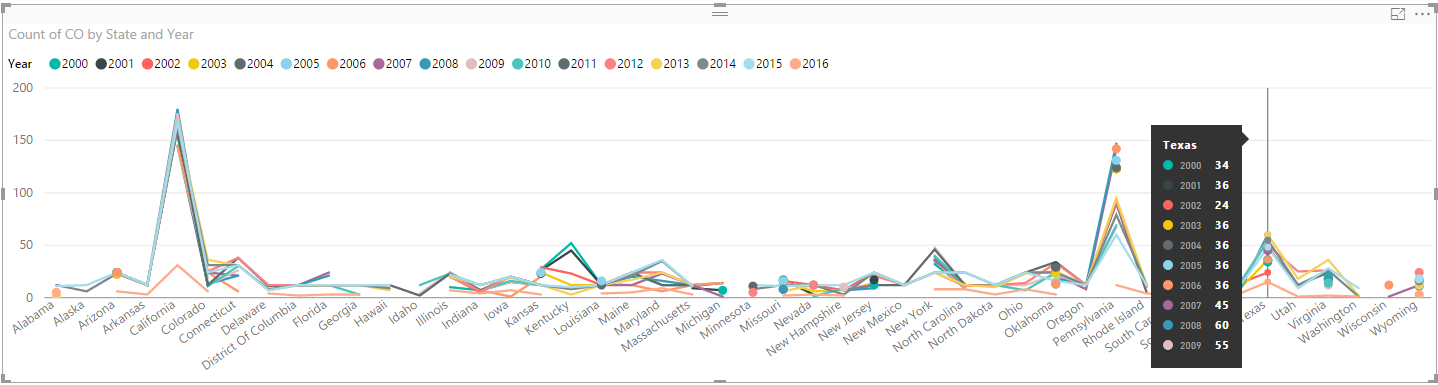 Count of CO by State and Year
Year 2000 2001 2002 2003 2004 2005 2006 2007 2008 2009 2010 2011 2012 2013 2014 2015 2016
200
150
100
50
0
Alabama
Alaska
Arizona
Arkansas
California
Colorado
Connecticut
Delaware
District Of Columbia
Florida
Georgia
Hawaii
Idaho
Illinois
Indiana
Iowa
Kansas
Kentucky
Louisiana
Maine
Maryland
Massachusetts
Michigan
Minnesota
Missouri
Nevada
New Hampshire
New Jersey
New Mexico
New York
North Carolina
North Dakota
Ohio
Oklahoma
Oregon
Pennsylvania
Rhode Island
South Car
Texas
Utah
Virginia
Washington
Wisconsin
Wyoming
Texas
2000 34
2001 36
2002 24
2003 36
2004 36
2005 36
2006 36
2007 45
2008 60
2009 55